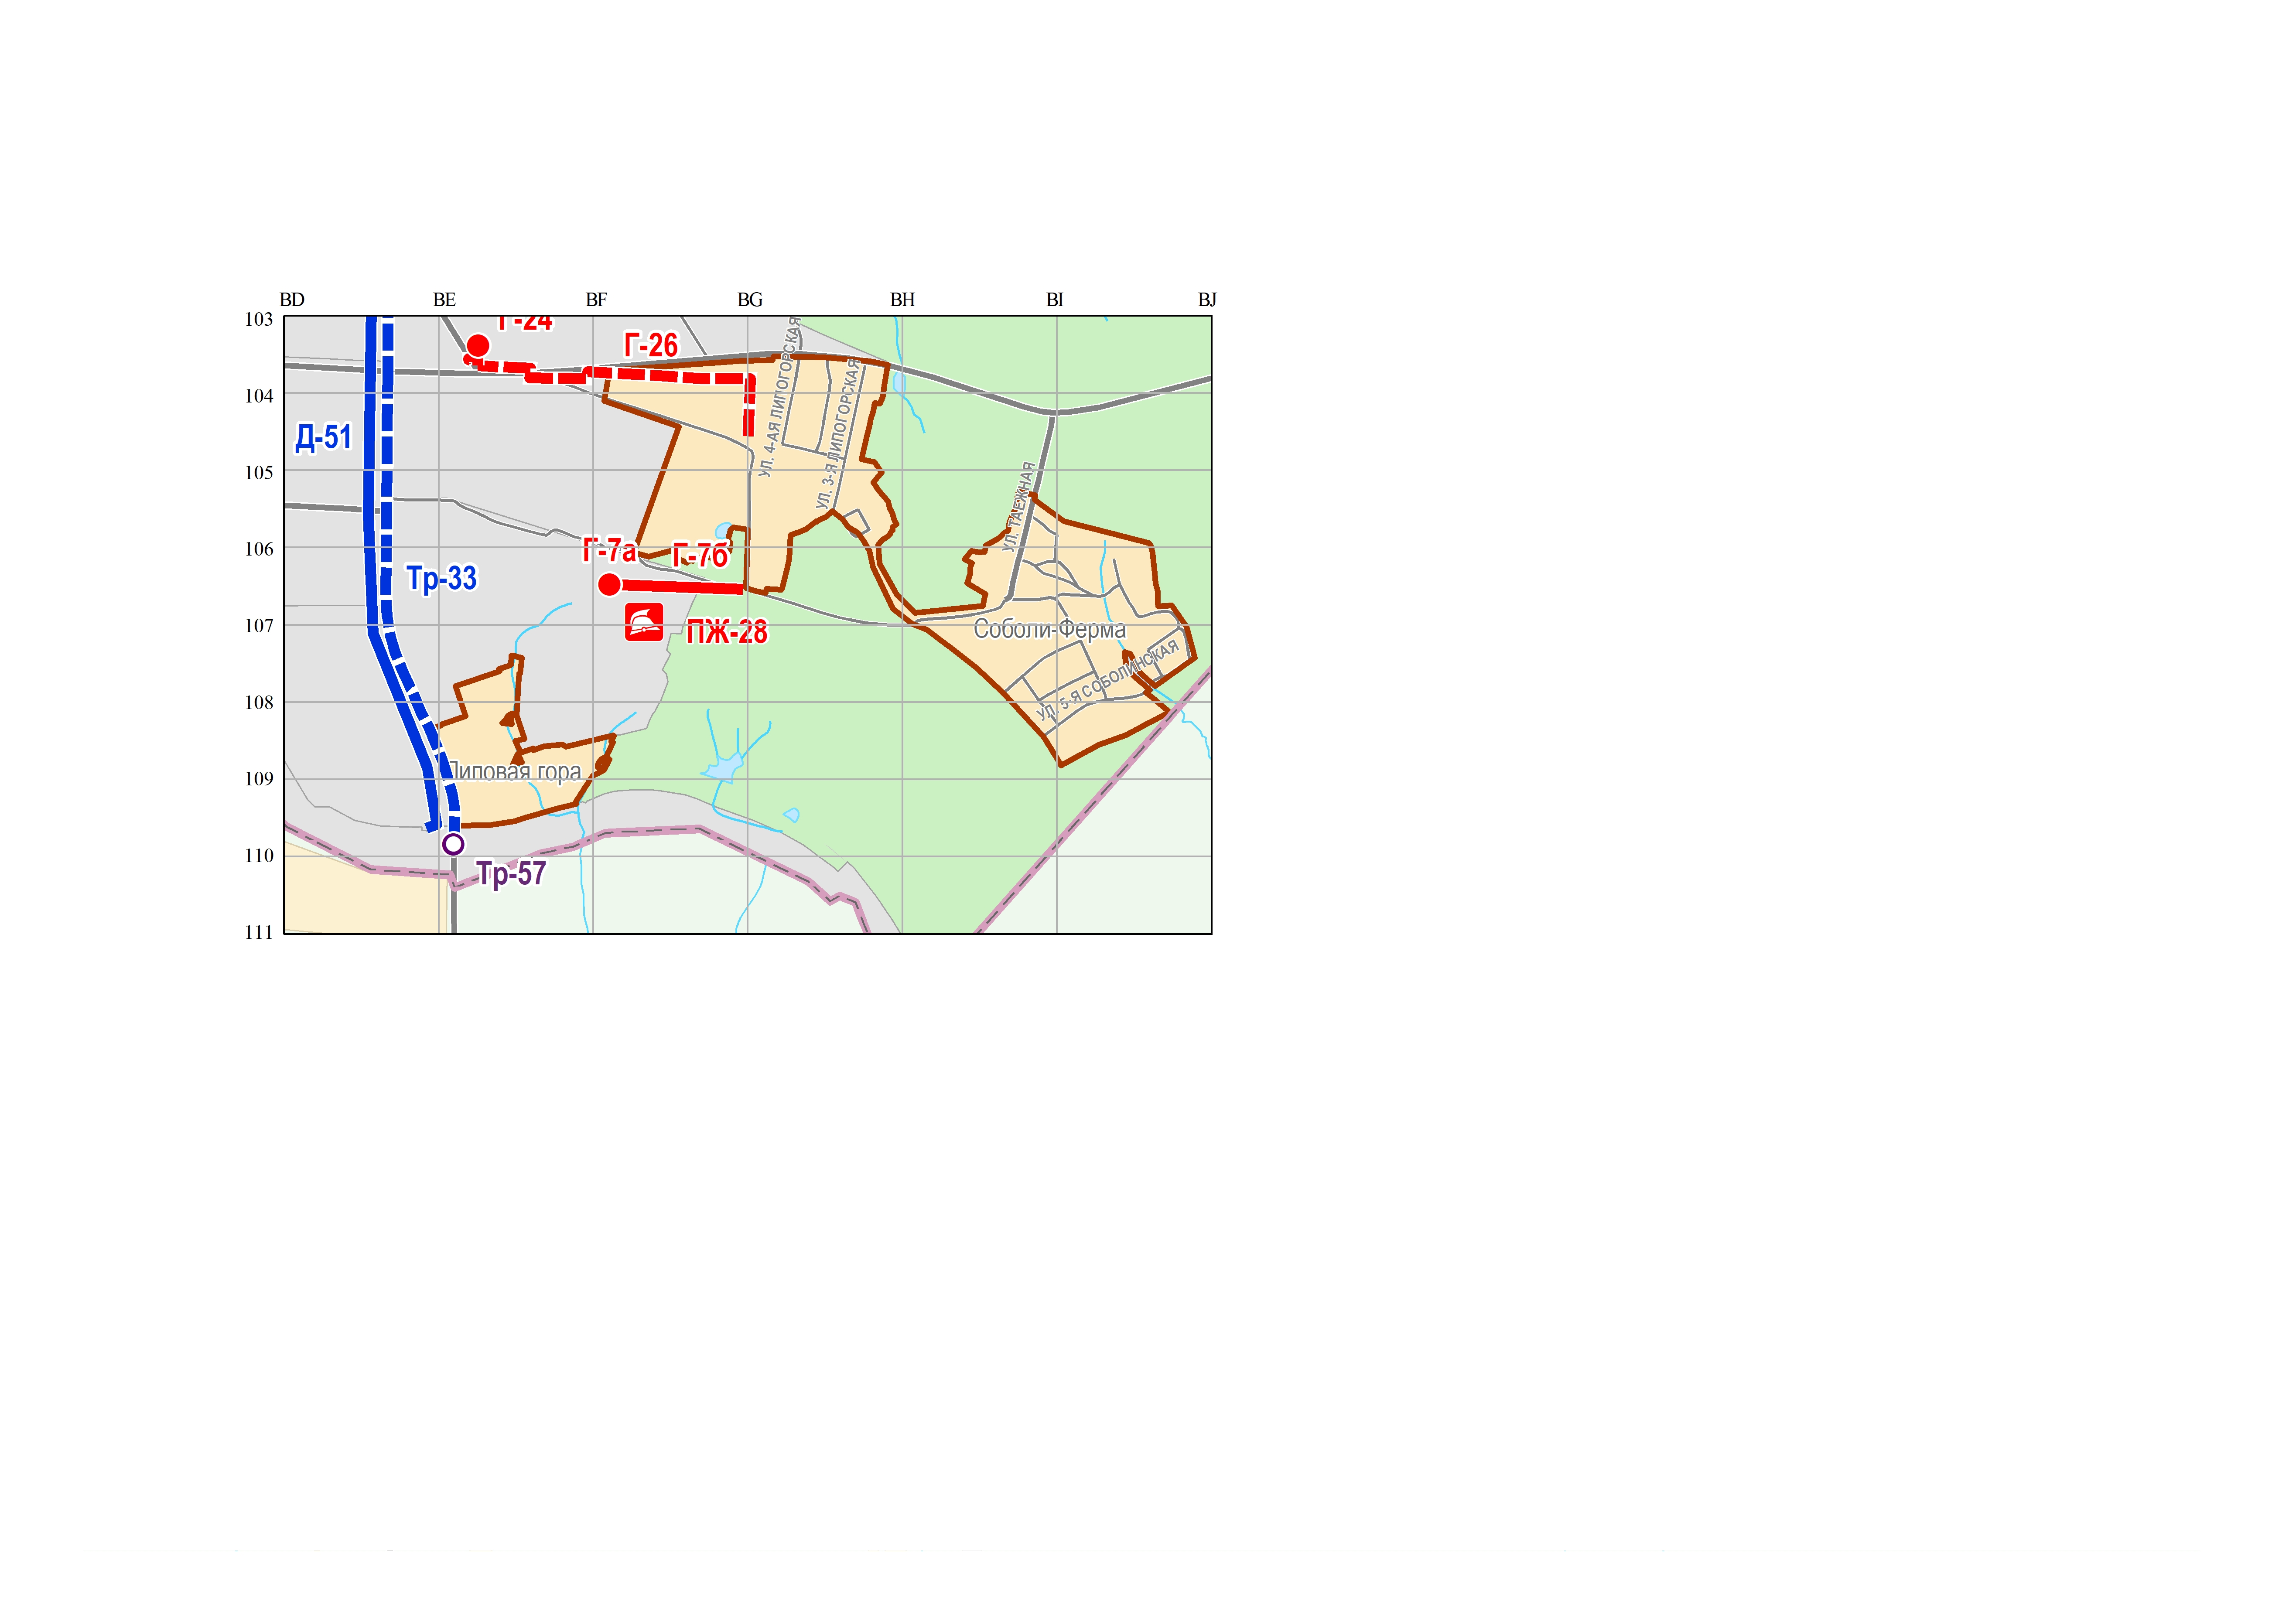 BD BE BF BG BH BI BJ
103
Г-24
Г-26
104
Д-51
УЛ. 4-АЯ ЛИПОГОРСКАЯ
УЛ. 3-Я ЛИПОГОРСКАЯ
105
УЛ. ТАЕЖНАЯ
106
Г-7а
Г-7б
Тр-33
107
ПЖ-28
Соболи-Ферма
УЛ. 5-Я СОБОЛИНСКАЯ
108
Липовая гора
109
110
Тр-57
111